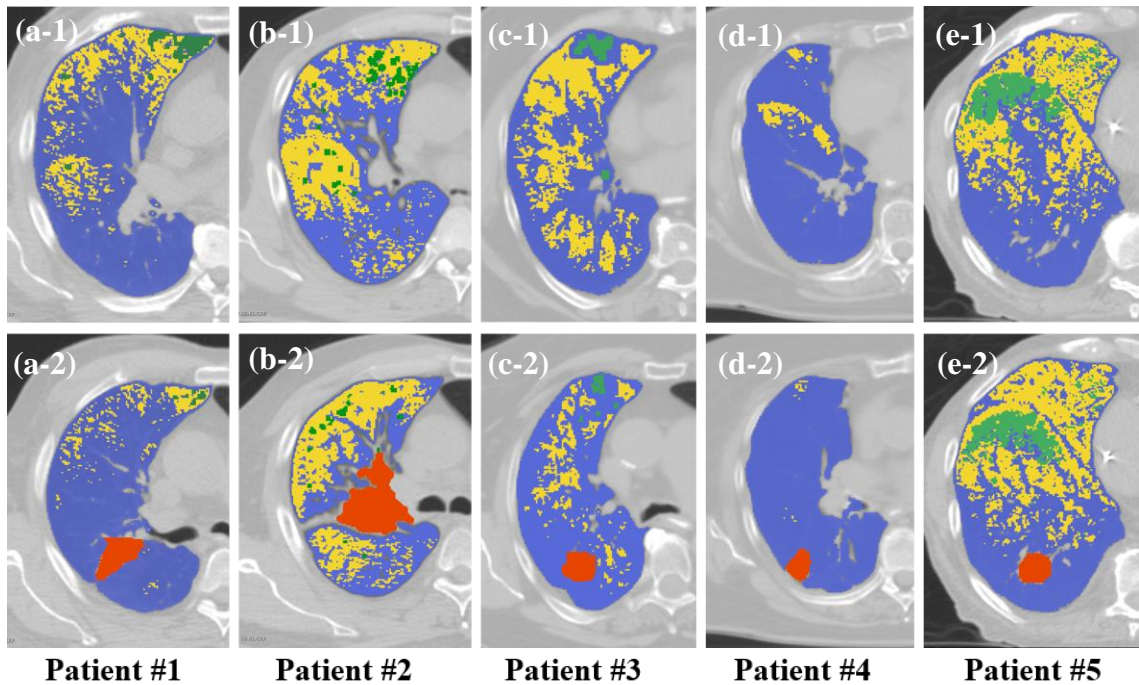 (a-1) (b-1) (c-1) (d-1) (e-1)
(a-2) (b-2) (c-2) (d-2) (e-2)
Patient #1 Patient #2 Patient #3 Patient #4 Patient #5